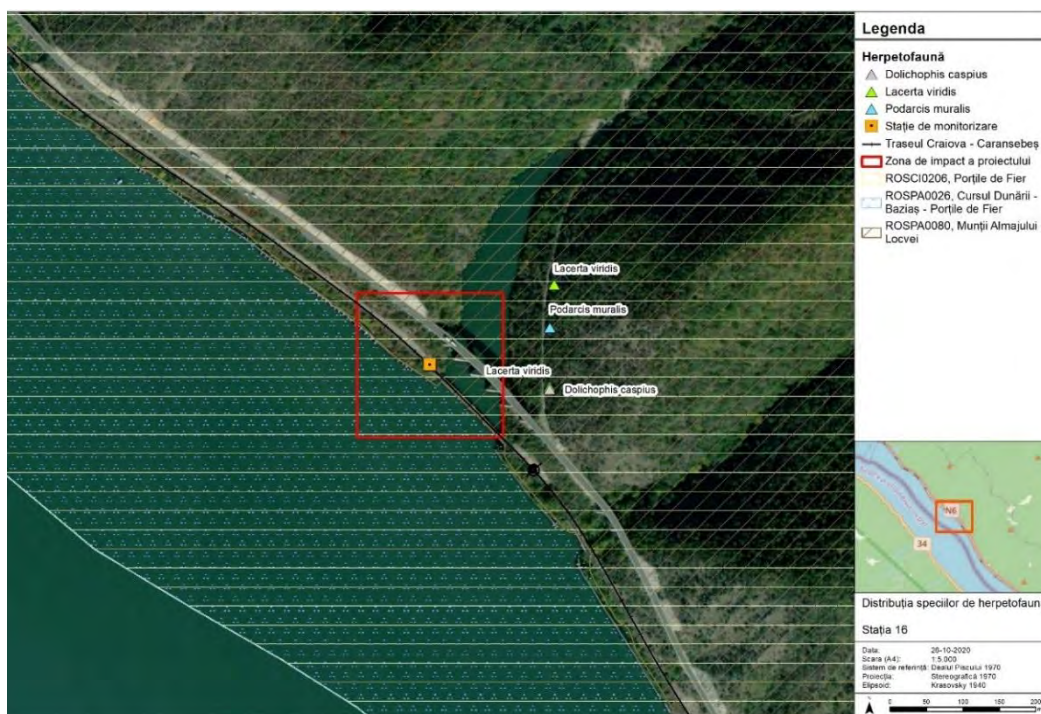 Lacerta viridis
Podarcis muralis
Lacerta viridis
Dolichophis caspius
Legenda
Herpetofaună
Dolichophis caspius
Lacerta viridis
Podarcis muralis
Stație de monitorizare
Traseul Craiova - Caransebeș
Zona de impact a proiectului
ROSCI0206, Porțile de Fier
ROSPA0026, Cursul Dunării -
Baziaș - Porțile de Fier
ROSPA0080, Munții Almajului
Locvei
N6
34
Distribuția speciilor de herpetofaun
Stația 16
Data: 26-10-2020
Scara (A4): 1:5,000
Sistem de referință: Dealul Piscului 1970
Proiecția: Stereografică 1970
Elipsoid: Krasovsky 1940
0 50 100 150 200